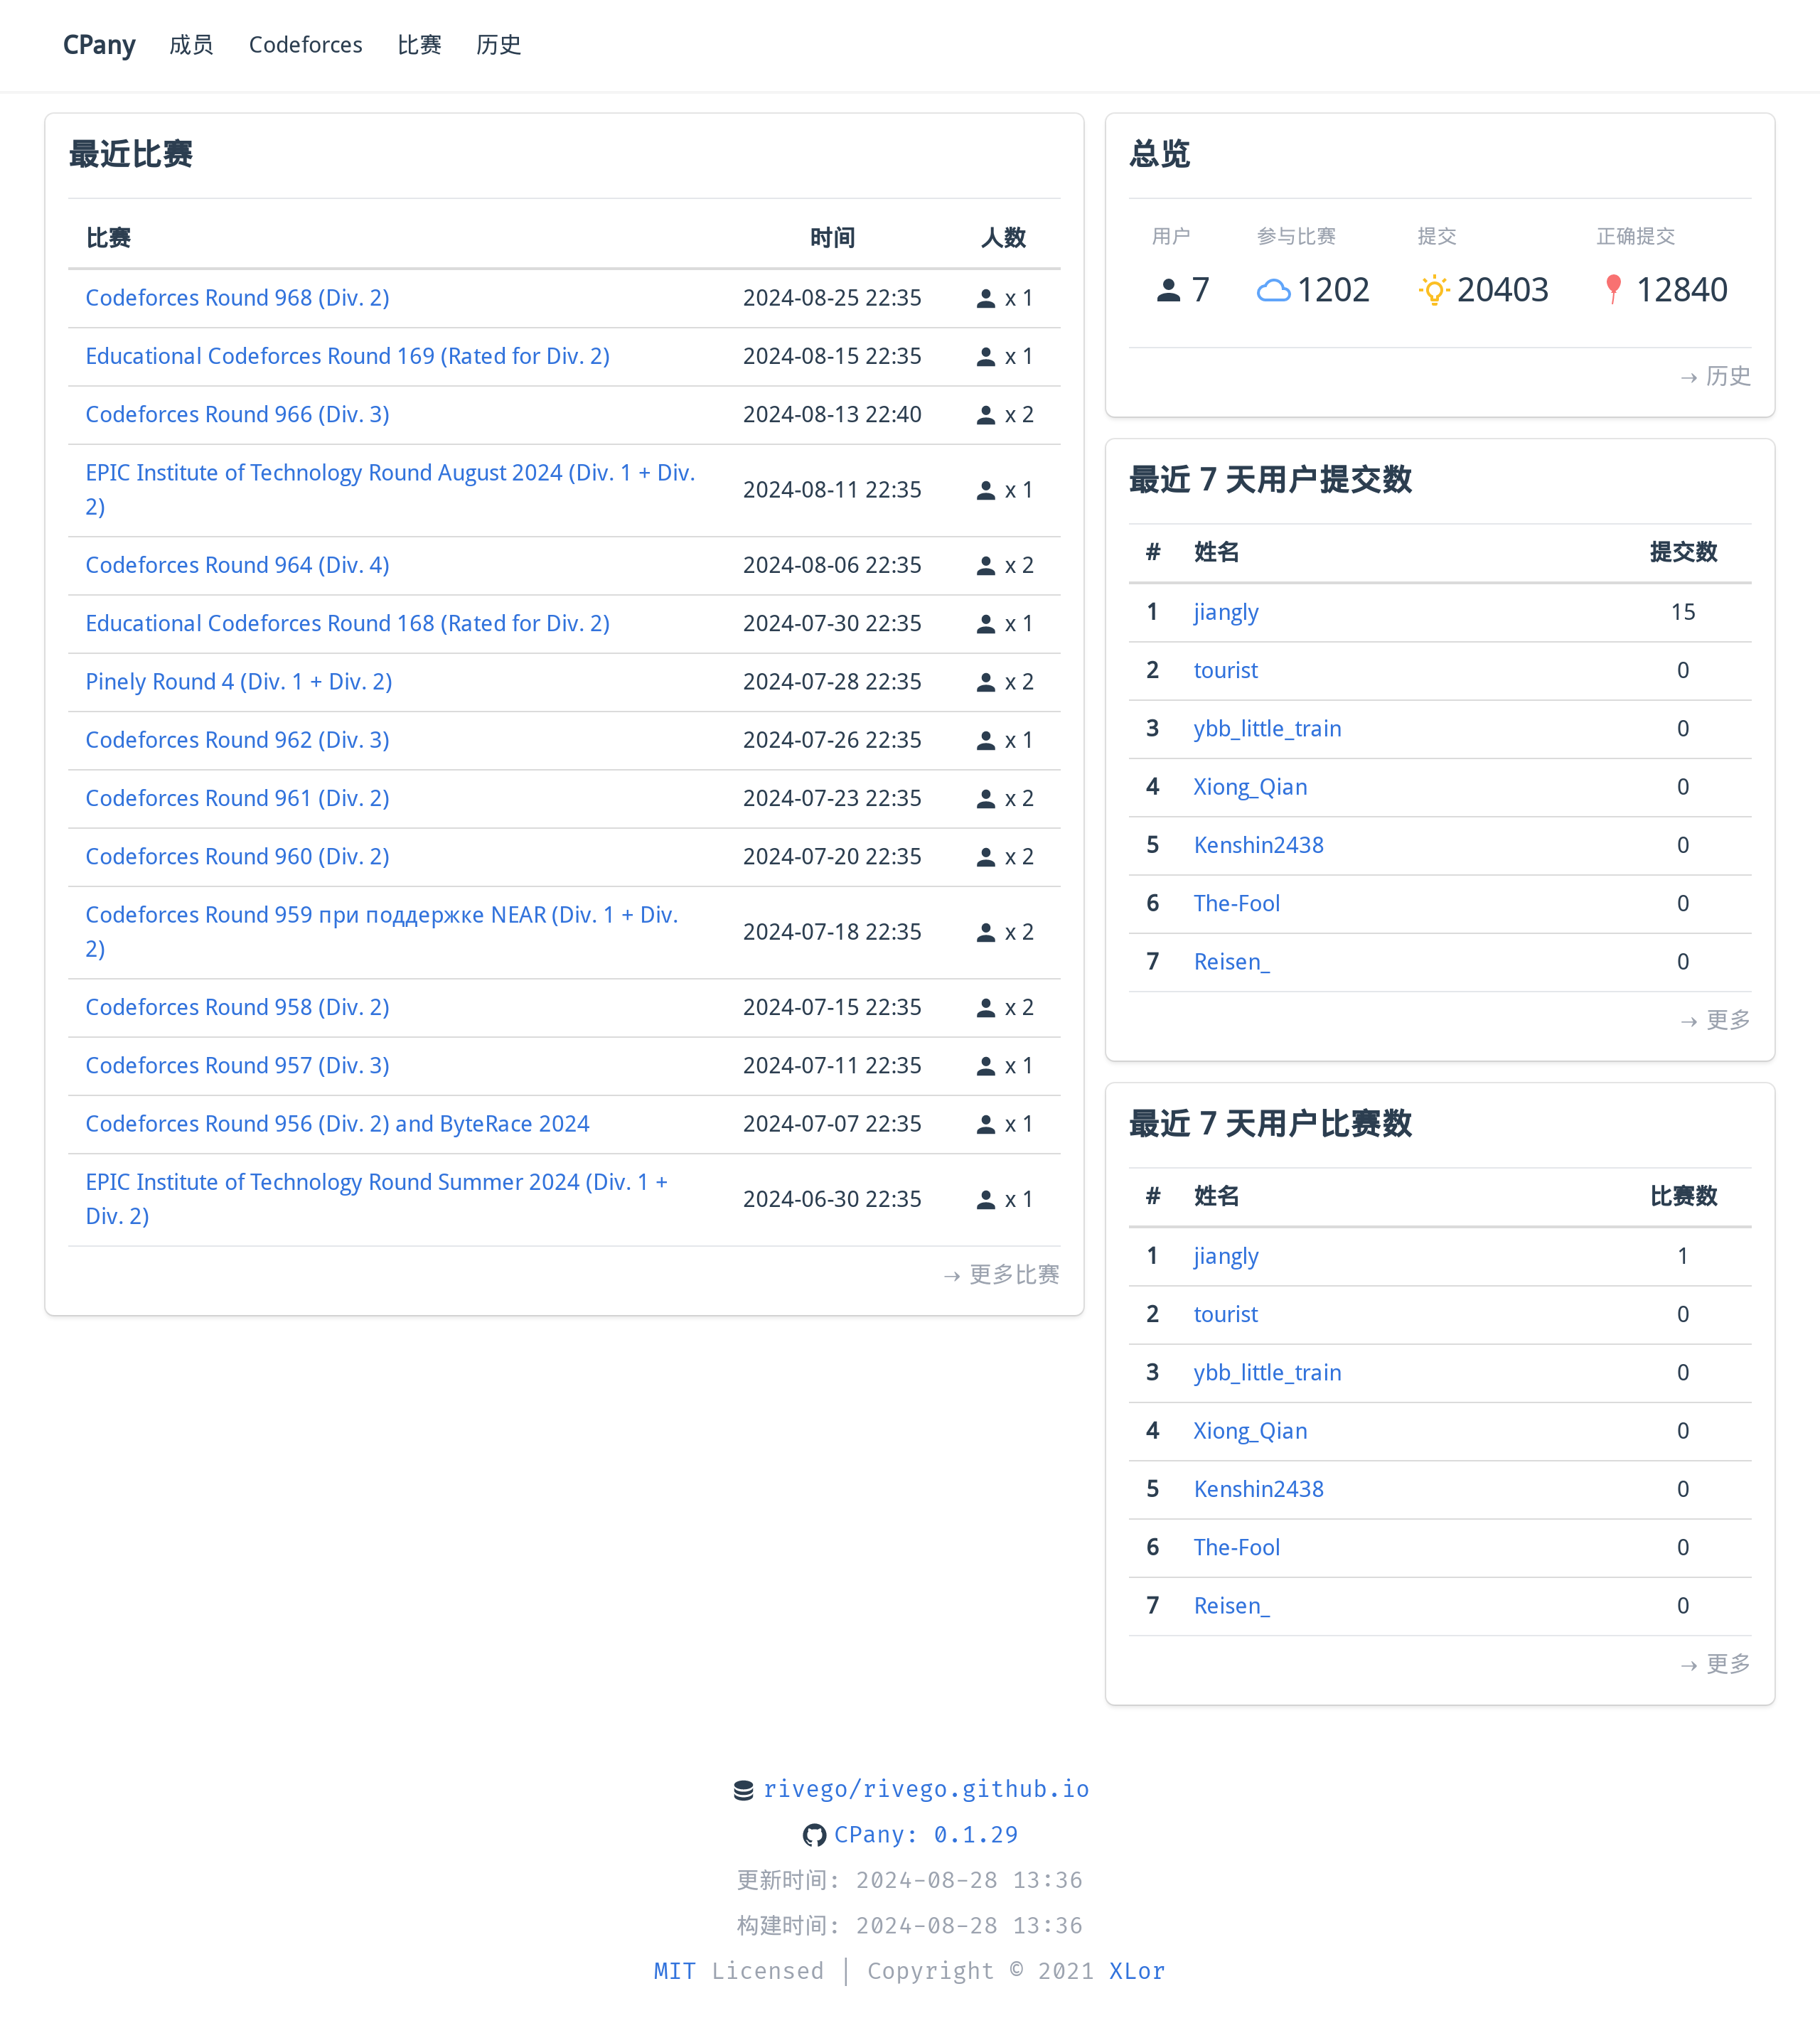 CPany 成员 Codeforces 比赛 历史
最近比赛
比赛 时间 人数
Codeforces Round 968 (Div. 2) 2024-08-25 22:35 x 1
Educational Codeforces Round 169 (Rated for Div. 2) 2024-08-15 22:35 x 1
Codeforces Round 966 (Div. 3) 2024-08-13 22:40 x 2
EPIC Institute of Technology Round August 2024 (Div. 1 + Div.
2) 2024-08-11 22:35 x 1
Codeforces Round 964 (Div. 4) 2024-08-06 22:35 x 2
Educational Codeforces Round 168 (Rated for Div. 2) 2024-07-30 22:35 x 1
Pinely Round 4 (Div. 1 + Div. 2) 2024-07-28 22:35 x 2
Codeforces Round 962 (Div. 3) 2024-07-26 22:35 x 1
Codeforces Round 961 (Div. 2) 2024-07-23 22:35 x 2
Codeforces Round 960 (Div. 2) 2024-07-20 22:35 x 2
Codeforces Round 959 при поддержке NEAR (Div. 1 + Div.
2) 2024-07-18 22:35 x 2
Codeforces Round 958 (Div. 2) 2024-07-15 22:35 x 2
Codeforces Round 957 (Div. 3) 2024-07-11 22:35 x 1
Codeforces Round 956 (Div. 2) and ByteRace 2024 2024-07-07 22:35 x 1
EPIC Institute of Technology Round Summer 2024 (Div. 1 +
Div. 2) 2024-06-30 22:35 x 1
→ 更多比赛
总览
用户 参与比赛 提交 正确提交
7 1202 20403 12840
→ 历史
最近 7 天用户提交数
# 姓名 提交数
1 jiangly 15
2 tourist 0
3 ybb_little_train 0
4 Xiong_Qian 0
5 Kenshin2438 0
6 The-Fool 0
7 Reisen_ 0
→ 更多
最近 7 天用户比赛数
# 姓名 比赛数
1 jiangly 1
2 tourist 0
3 ybb_little_train 0
4 Xiong_Qian 0
5 Kenshin2438 0
6 The-Fool 0
7 Reisen_ 0
→ 更多
rivego/rivego.github.io
CPany: 0.1.29
更新时间: 2024-08-28 13:36
构建时间: 2024-08-28 13:36
MIT Licensed | Copyright © 2021 XLor